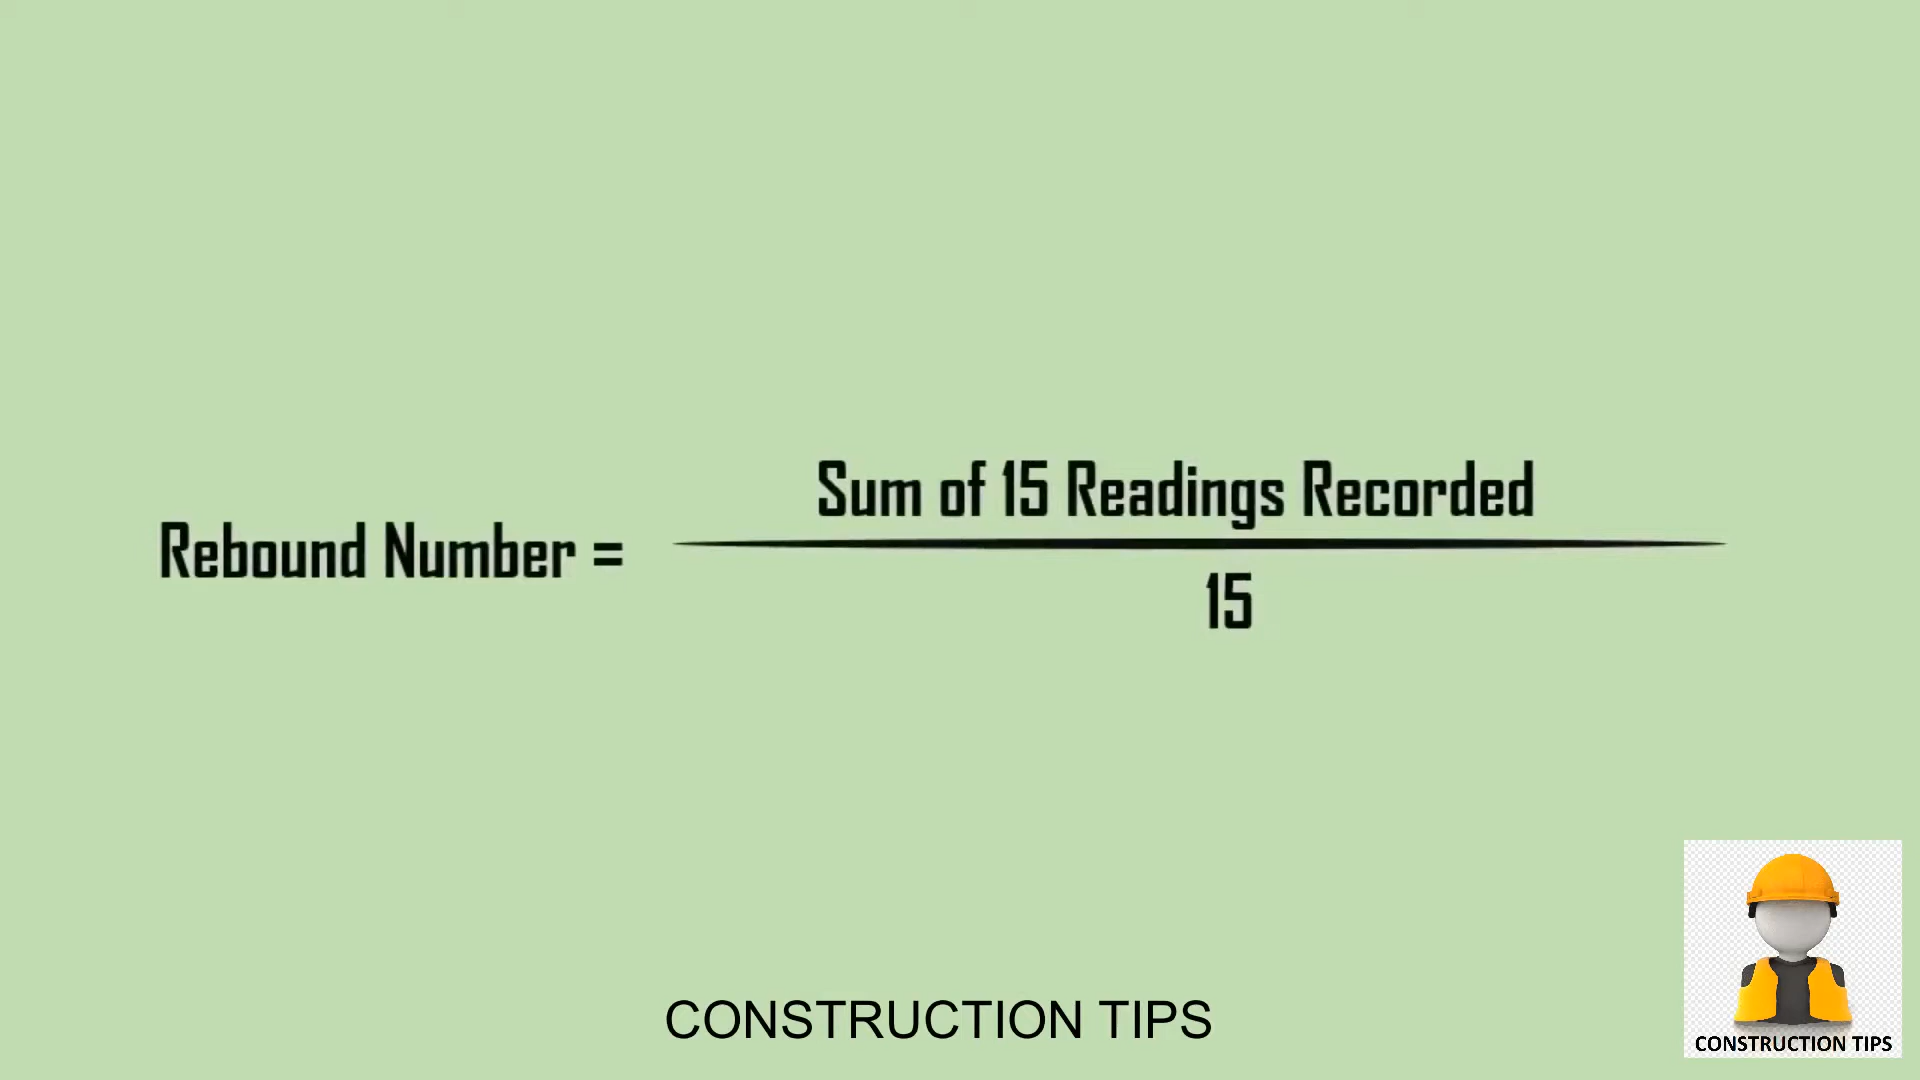 Sum of 15 Readings Recorded
Rebound Number =
15
CONSTRUCTION TIPS
CONSTRUCTION TIPS